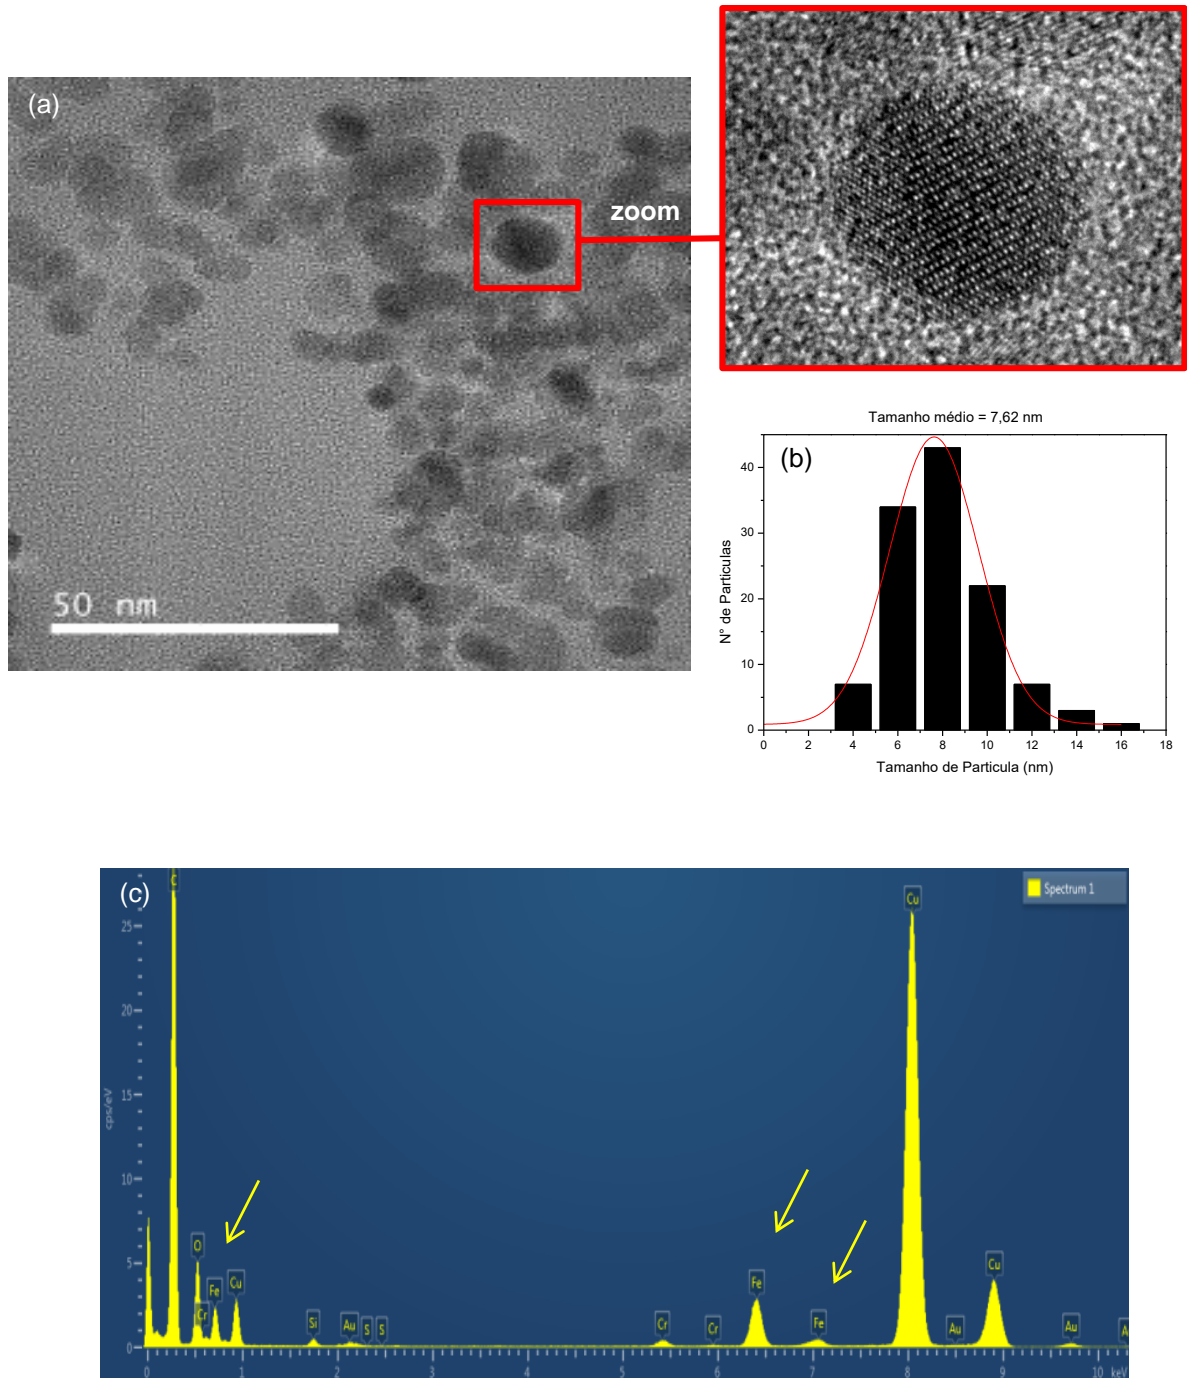 (a)
zoom
50 nm
Tamanho médio = 7,62 nm
(b)
40
30
20
10
0
N° de Particulas
0 2 4 6 8 10 12 14 16 18
Tamanho de Particula (nm)
(c)
Spectrum 1
25
20
15
10
5
0
cps/eV
C
O
Cr
Fe
Cu
Si
Au
S
S
Cr
Cr
Fe
Fe
Cu
Au
Cu
Au
0 1 2 3 4 5 6 7 8 9 10 keV